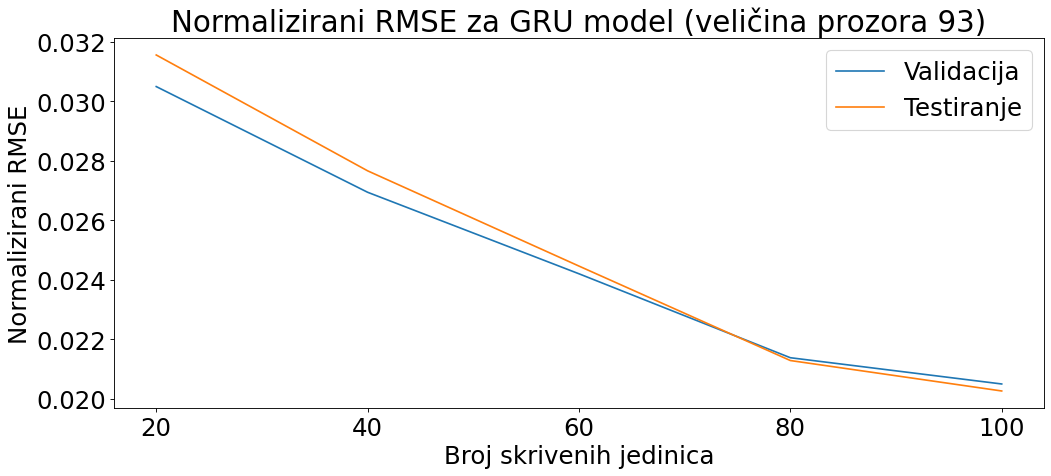 Normalizirani RMSE za GRU model (veličina prozora 93)
Validacija
Testiranje
Normalizirani RMSE
0.032
0.030
0.028
0.026
0.024
0.022
0.020
20 40 60 80 100
Broj skrivenih jedinica